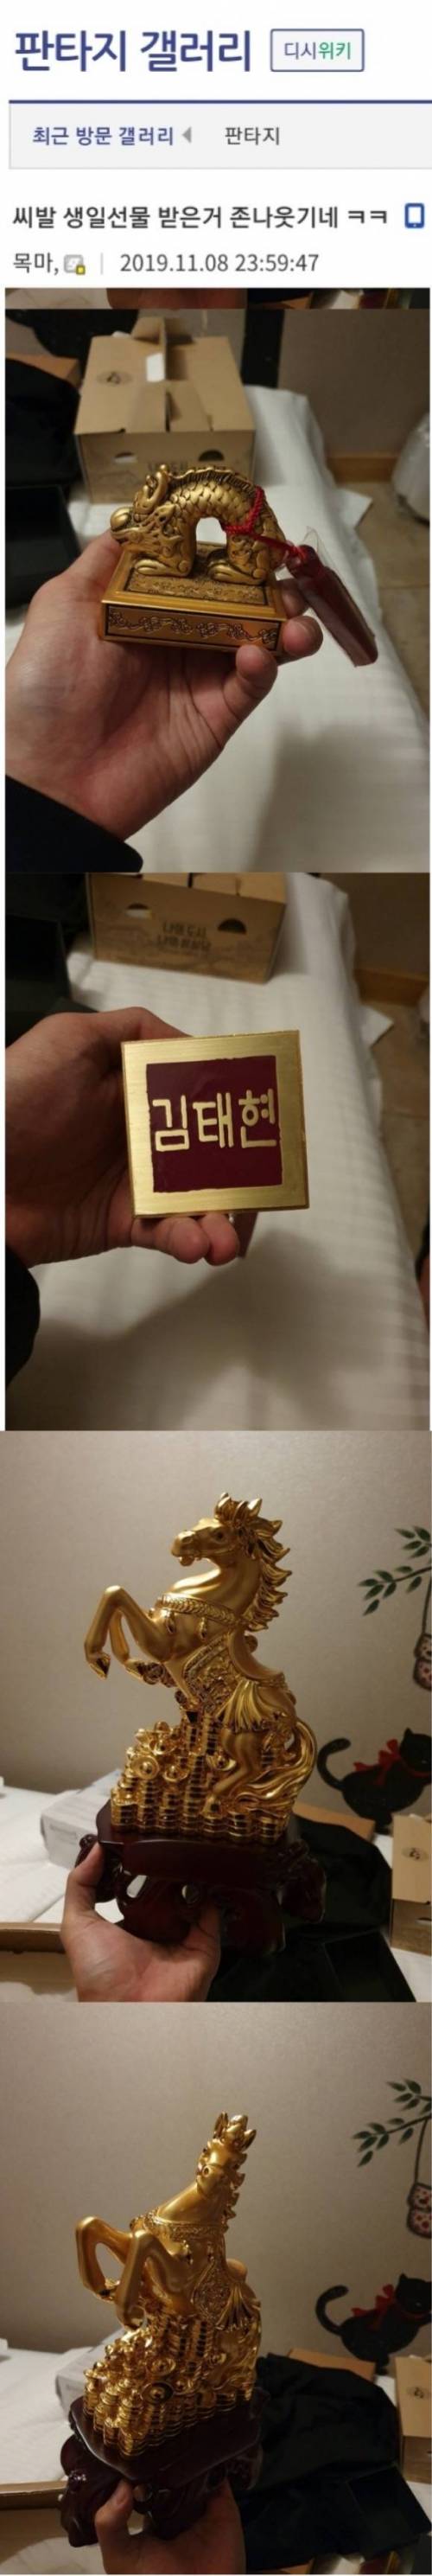 판타지 갤러리 디시위키
최근 방문 갤러리 판타지
씨발 생일선물 받은거 존나웃기네 ㅋㅋ
목마, | 2019.11.08 23:59:47
김태현